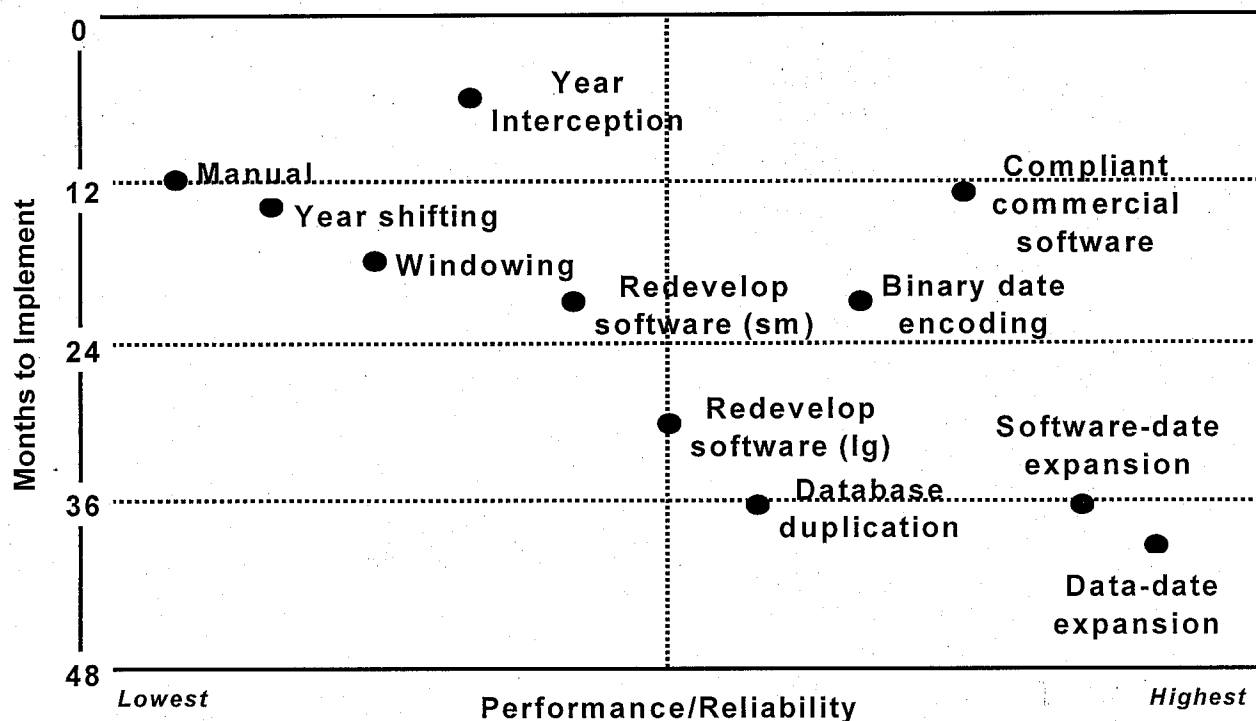 0
Year
Interception
Manual
12
Compliant
commercial
software
Year shifting
Windowing
Redevelop
software (sm)
Binary date
encoding
24
Months to Implement
Redevelop
software (lg)
Software-date
expansion
36
Database
duplication
Data-date
expansion
48
Lowest
Performance/Reliability
Highest